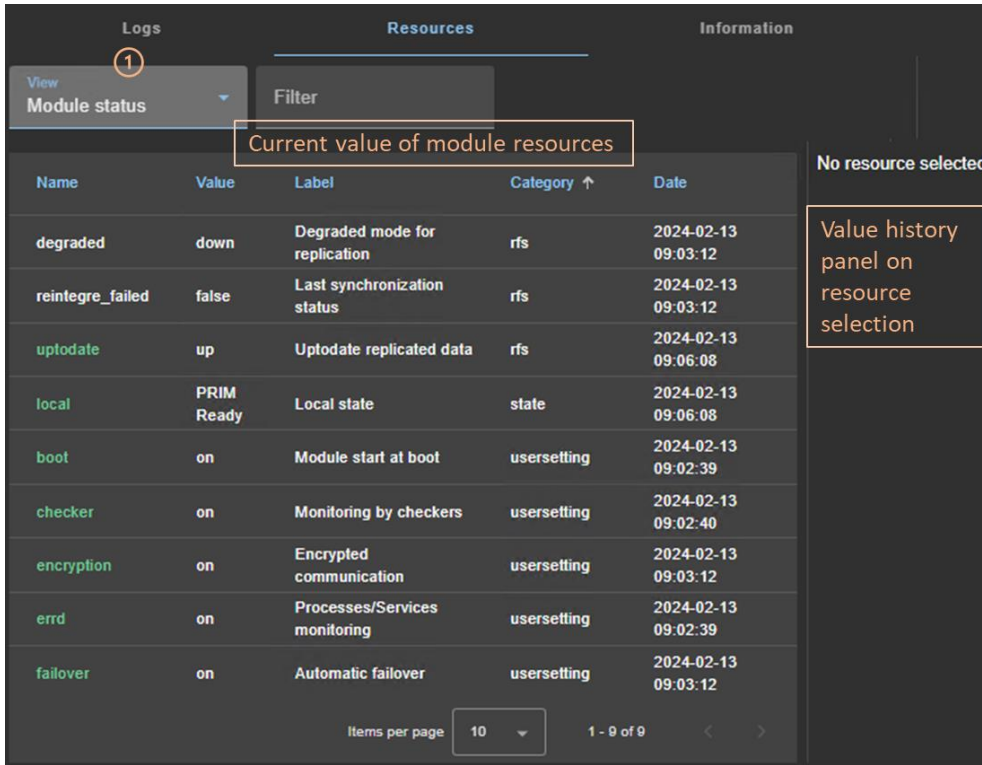 Logs Resources Information
1
View
Module status
Filter
Current value of module resources
No resource selected
Name Value Label Category ↑ Date
degraded down Degraded mode for replication rfs 2024-02-13 09:03:12
reintegre_failed false Last synchronization status rfs 2024-02-13 09:03:12
uptodate up Uptodate replicated data rfs 2024-02-13 09:06:08
local PRIM Ready Local state state 2024-02-13 09:06:08
boot on Module start at boot usersetting 2024-02-13 09:02:39
checker on Monitoring by checkers usersetting 2024-02-13 09:02:40
encryption on Encrypted communication usersetting 2024-02-13 09:03:12
errd on Processes/Services monitoring usersetting 2024-02-13 09:02:39
failover on Automatic failover usersetting 2024-02-13 09:03:12
Items per page 10 1 - 9 of 9
Value history
panel on
resource
selection